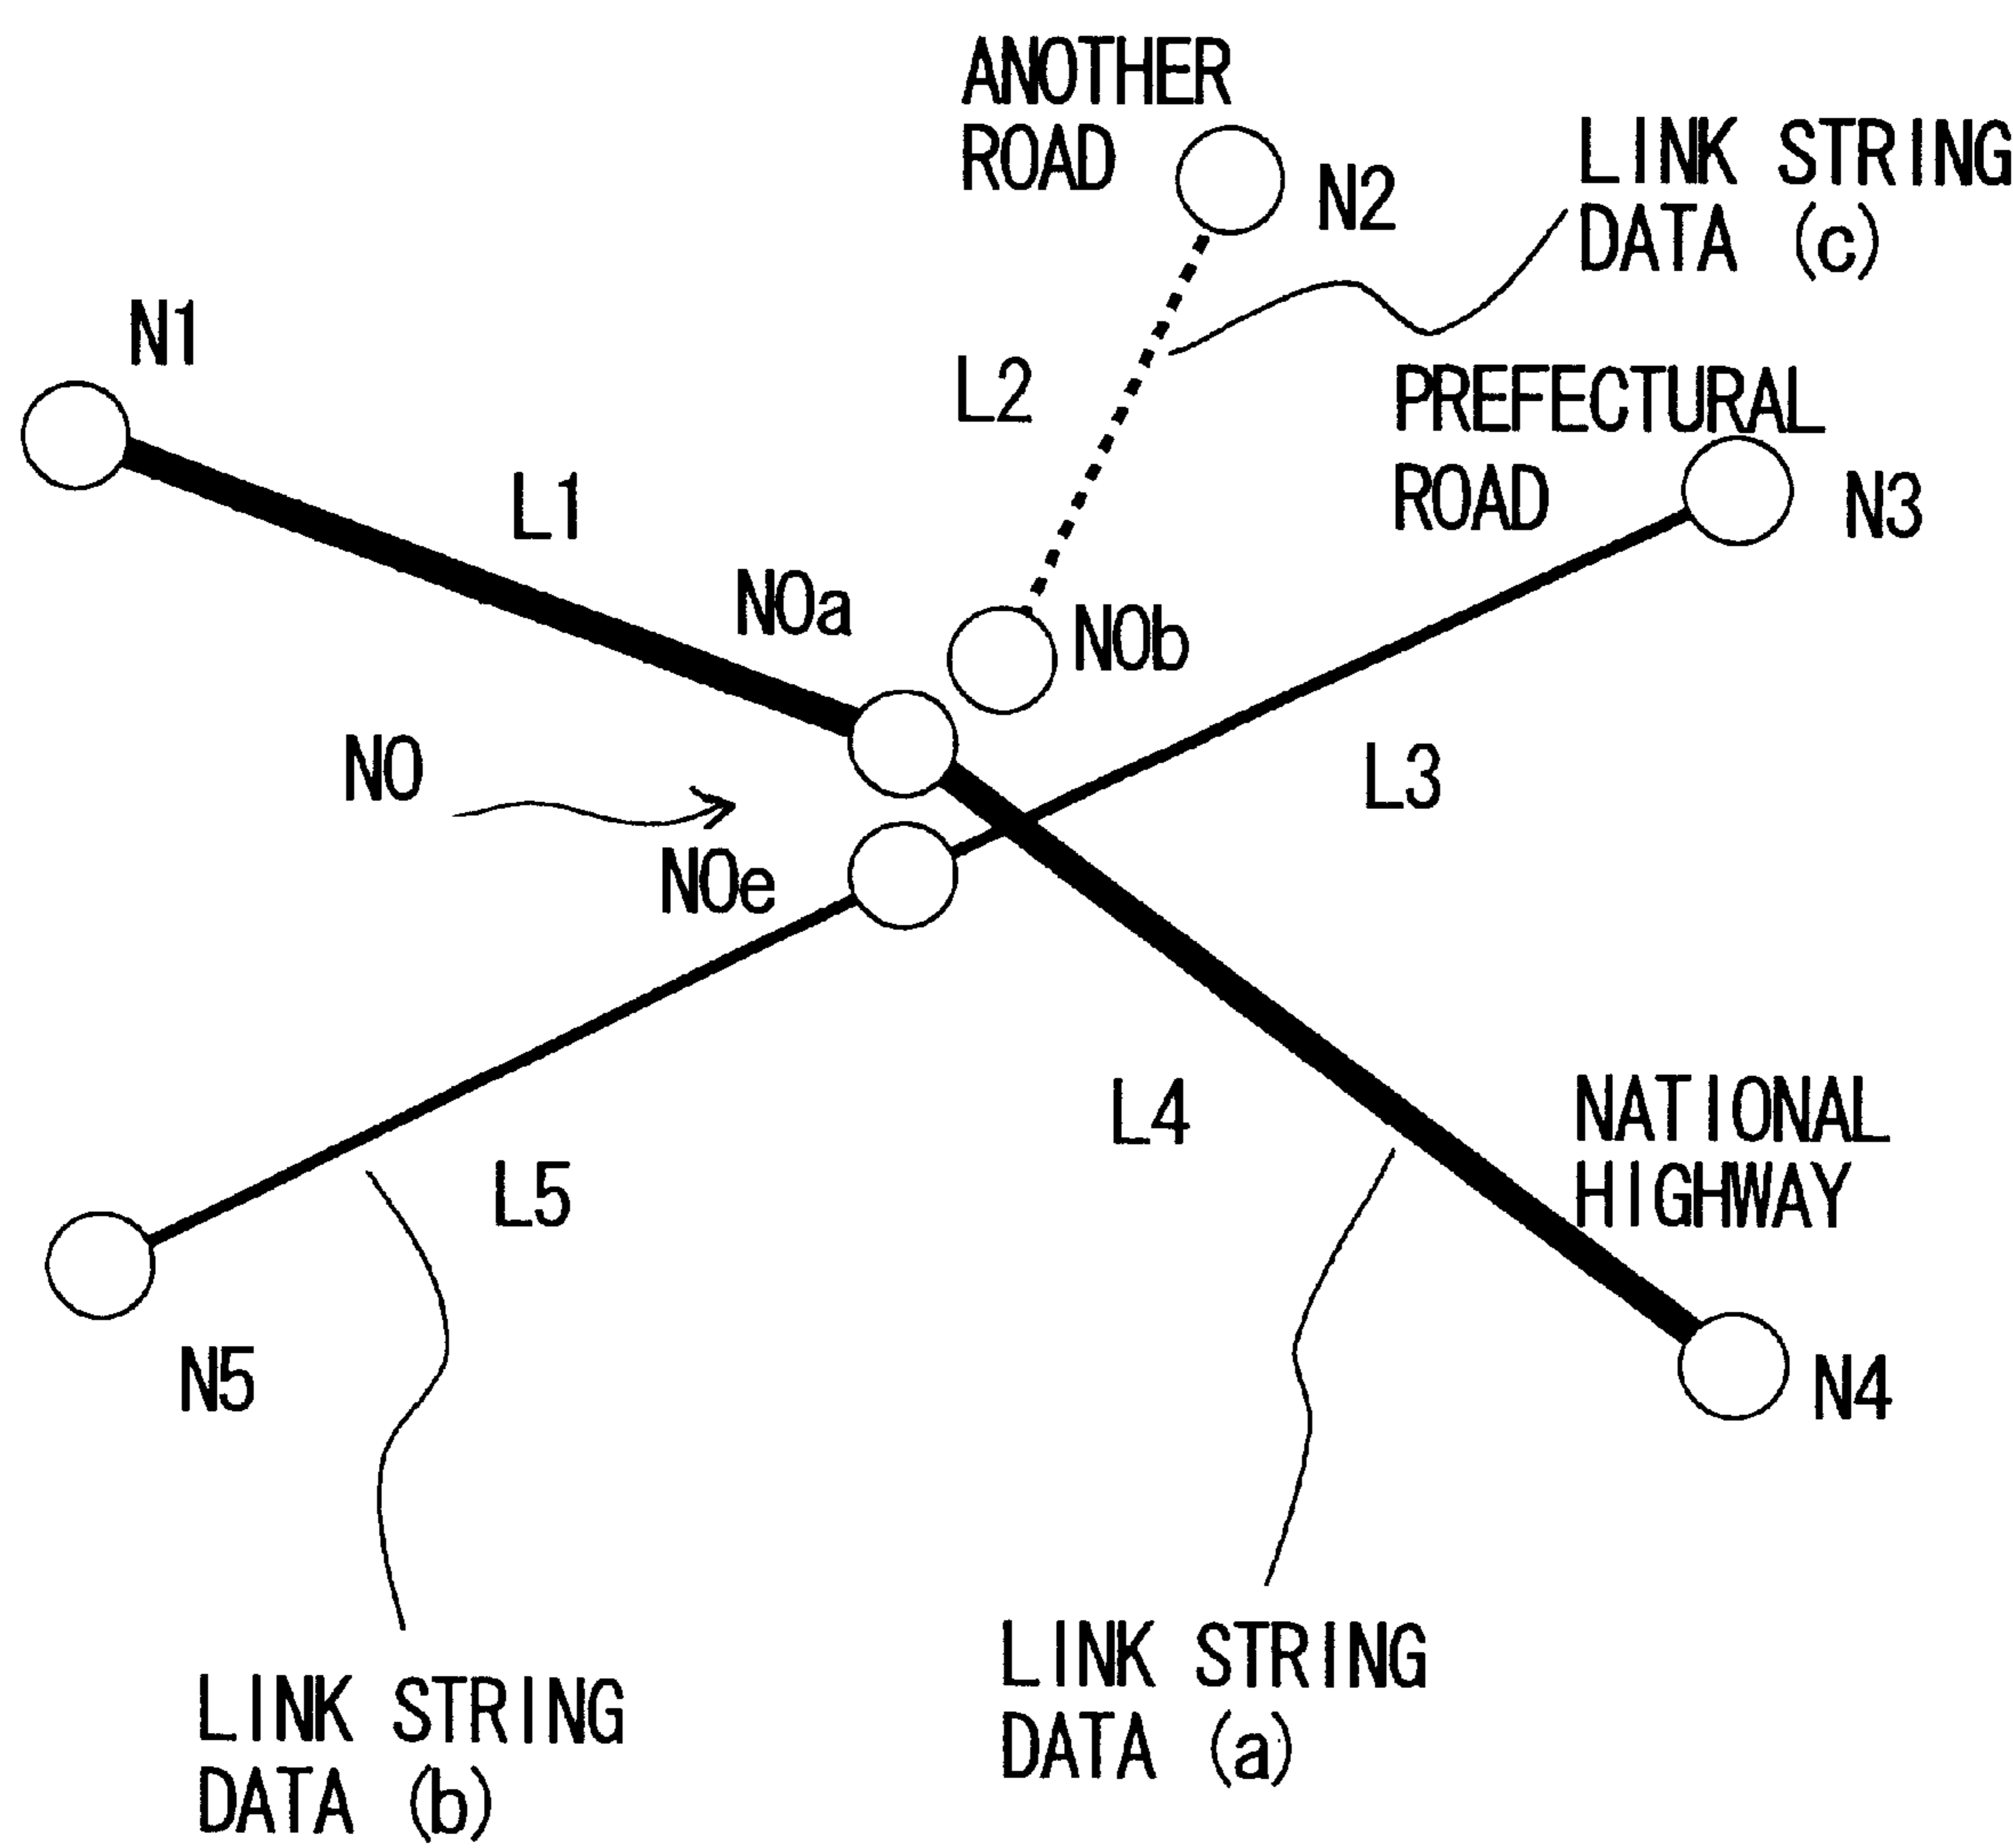 ANOTHER
ROAD
N2
LINK STRING
DATA (c)
N1
L2
PREFECTURAL
ROAD
N3
L1
N0a
N0b
N0
L3
N0e
L4
NATIONAL
HIGHWAY
L5
N5
N4
LINK STRING
DATA (a)
LINK STRING
DATA (b)